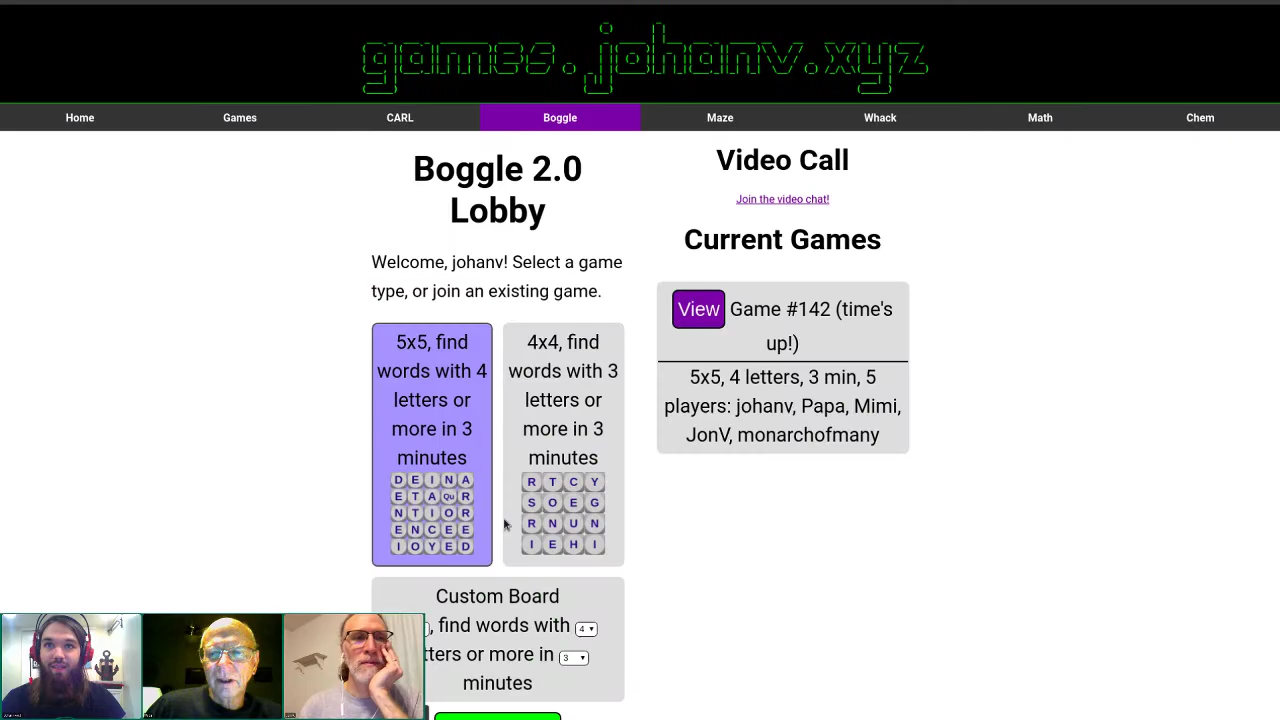 games.johanv.xyz
Home Games CARL Boggle Maze Whack Math Chem
Boggle 2.0
Lobby
Welcome, johanv! Select a game
type, or join an existing game.
5x5, find
words with 4
letters or
more in 3
minutes
D E I N A
E T A Qu R
N T I O R
E N C E E
I O Y E D
4x4, find
words with 3
letters or
more in 3
minutes
R T C Y
S O E G
R N U N
I E H I
Custom Board
, find words with 4
tters or more in 3
minutes
Video Call
Join the video chat!
Current Games
View Game #142 (time's
up!)
5x5, 4 letters, 3 min, 5
players: johanv, Papa, Mimi,
JonV, monarchofmany